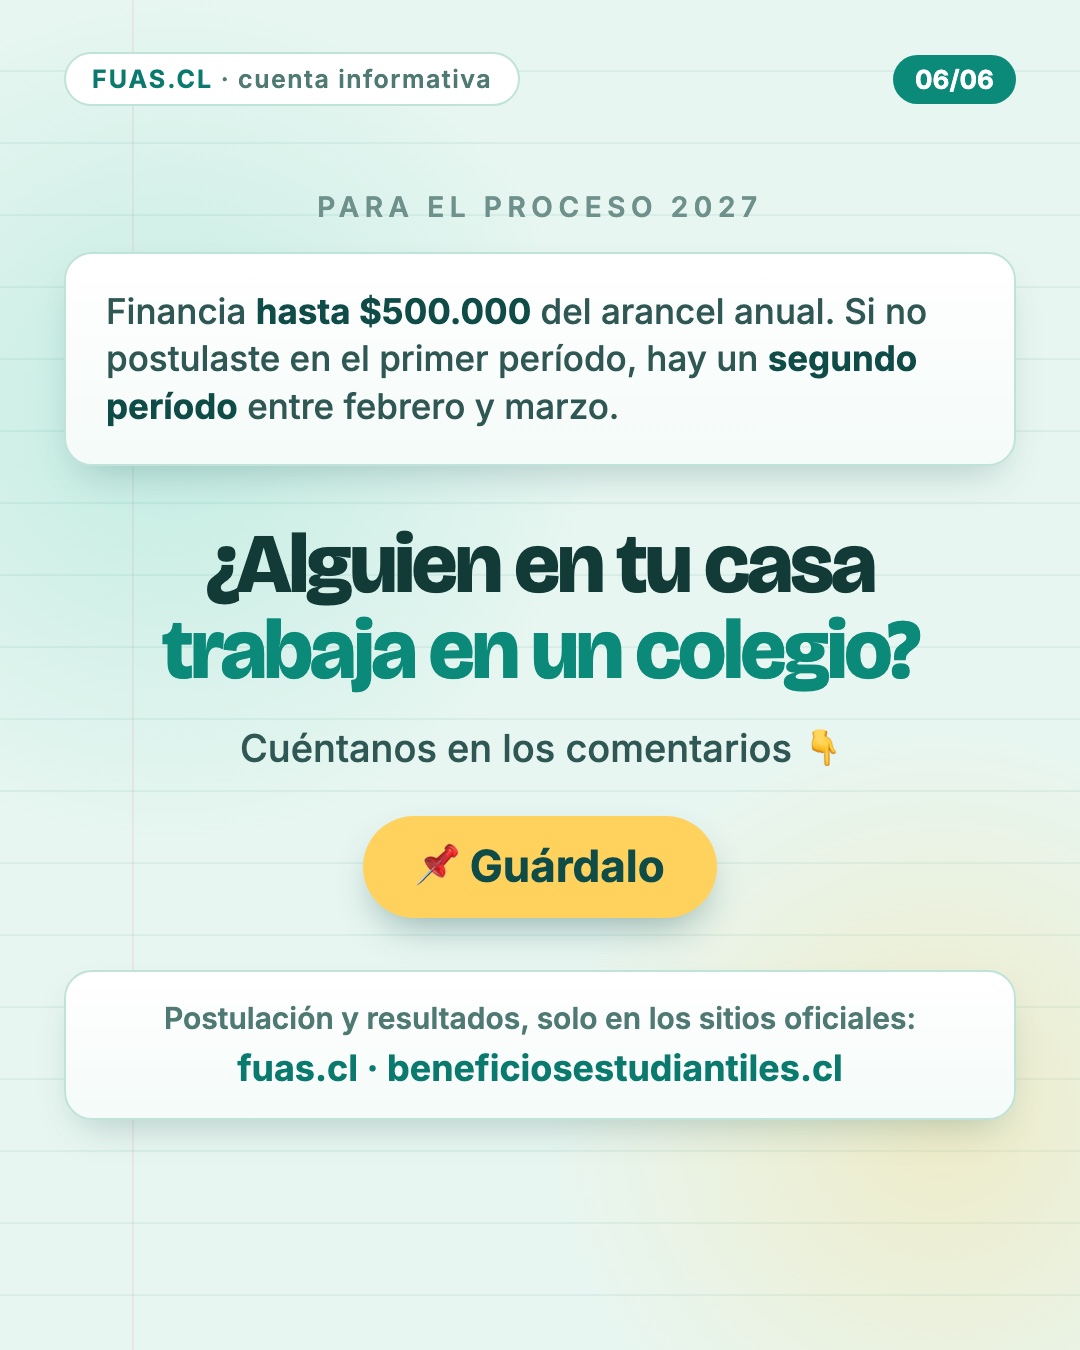 FUAS.CL · cuenta informativa
06/06
PARA EL PROCESO 2027
Financia hasta $500.000 del arancel anual. Si no
postulaste en el primer período, hay un segundo
período entre febrero y marzo.
¿Alguien en tu casa
trabaja en un colegio?
Cuéntanos en los comentarios 👇
📌 Guárdalo
Postulación y resultados, solo en los sitios oficiales:
fuas.cl · beneficiosestudiantiles.cl